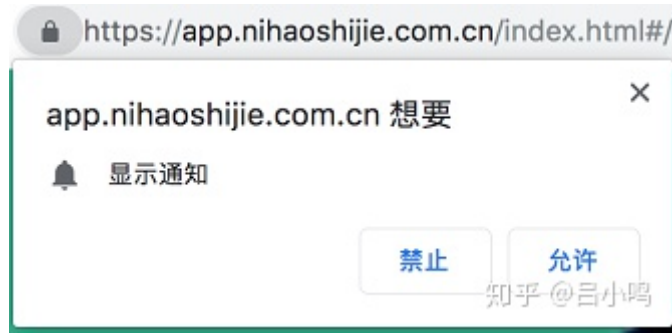 https://app.nihaoshijie.com.cn/index.html#/
app.nihaoshijie.com.cn 想要
显示通知
禁止
允许
知乎 @吕小鸣